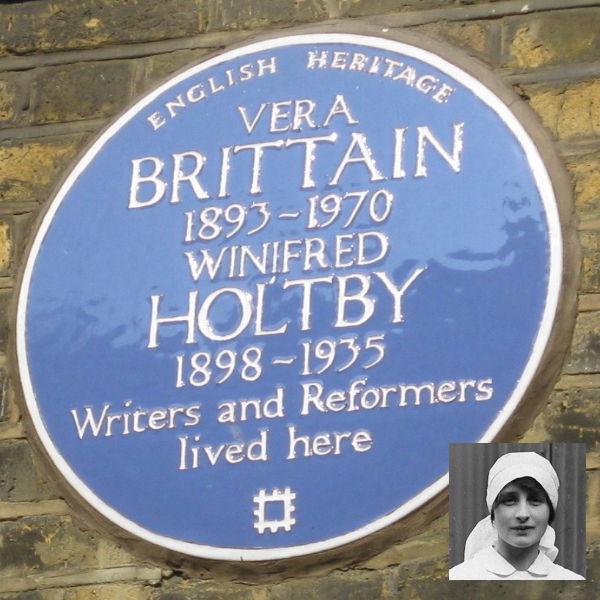 ENGLISH HERITAGE
VERA
BRITTAIN
1893~1970
WINIFRED
HOLTBY
1898~1935
Writers and Reformers
lived here